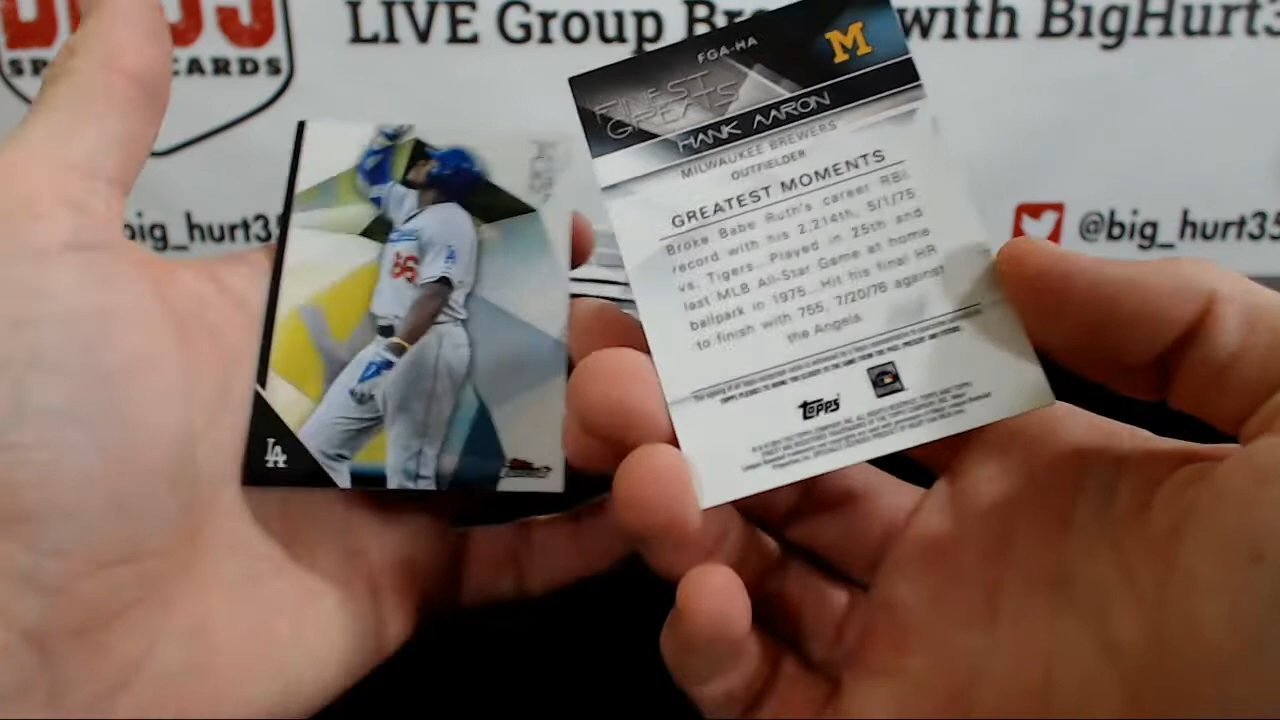 LIVE Group Br with BigHurt3
CARDS
big_hurt3
@big_hurt35
66
LA
FGA-HA
M
FINEST
GREATS
HANK AARON
MILWAUKEE BREWERS
OUTFIELDER
GREATEST MOMENTS
Broke Babe Ruth's career RBI
record with his 2,214th, 5/1/75
vs. Tigers...Played in 25th and
last MLB All-Star Game at home
ballpark in 1975...Hit his final HR
to finish with 755, 7/20/76 against
the Angels.
Topps